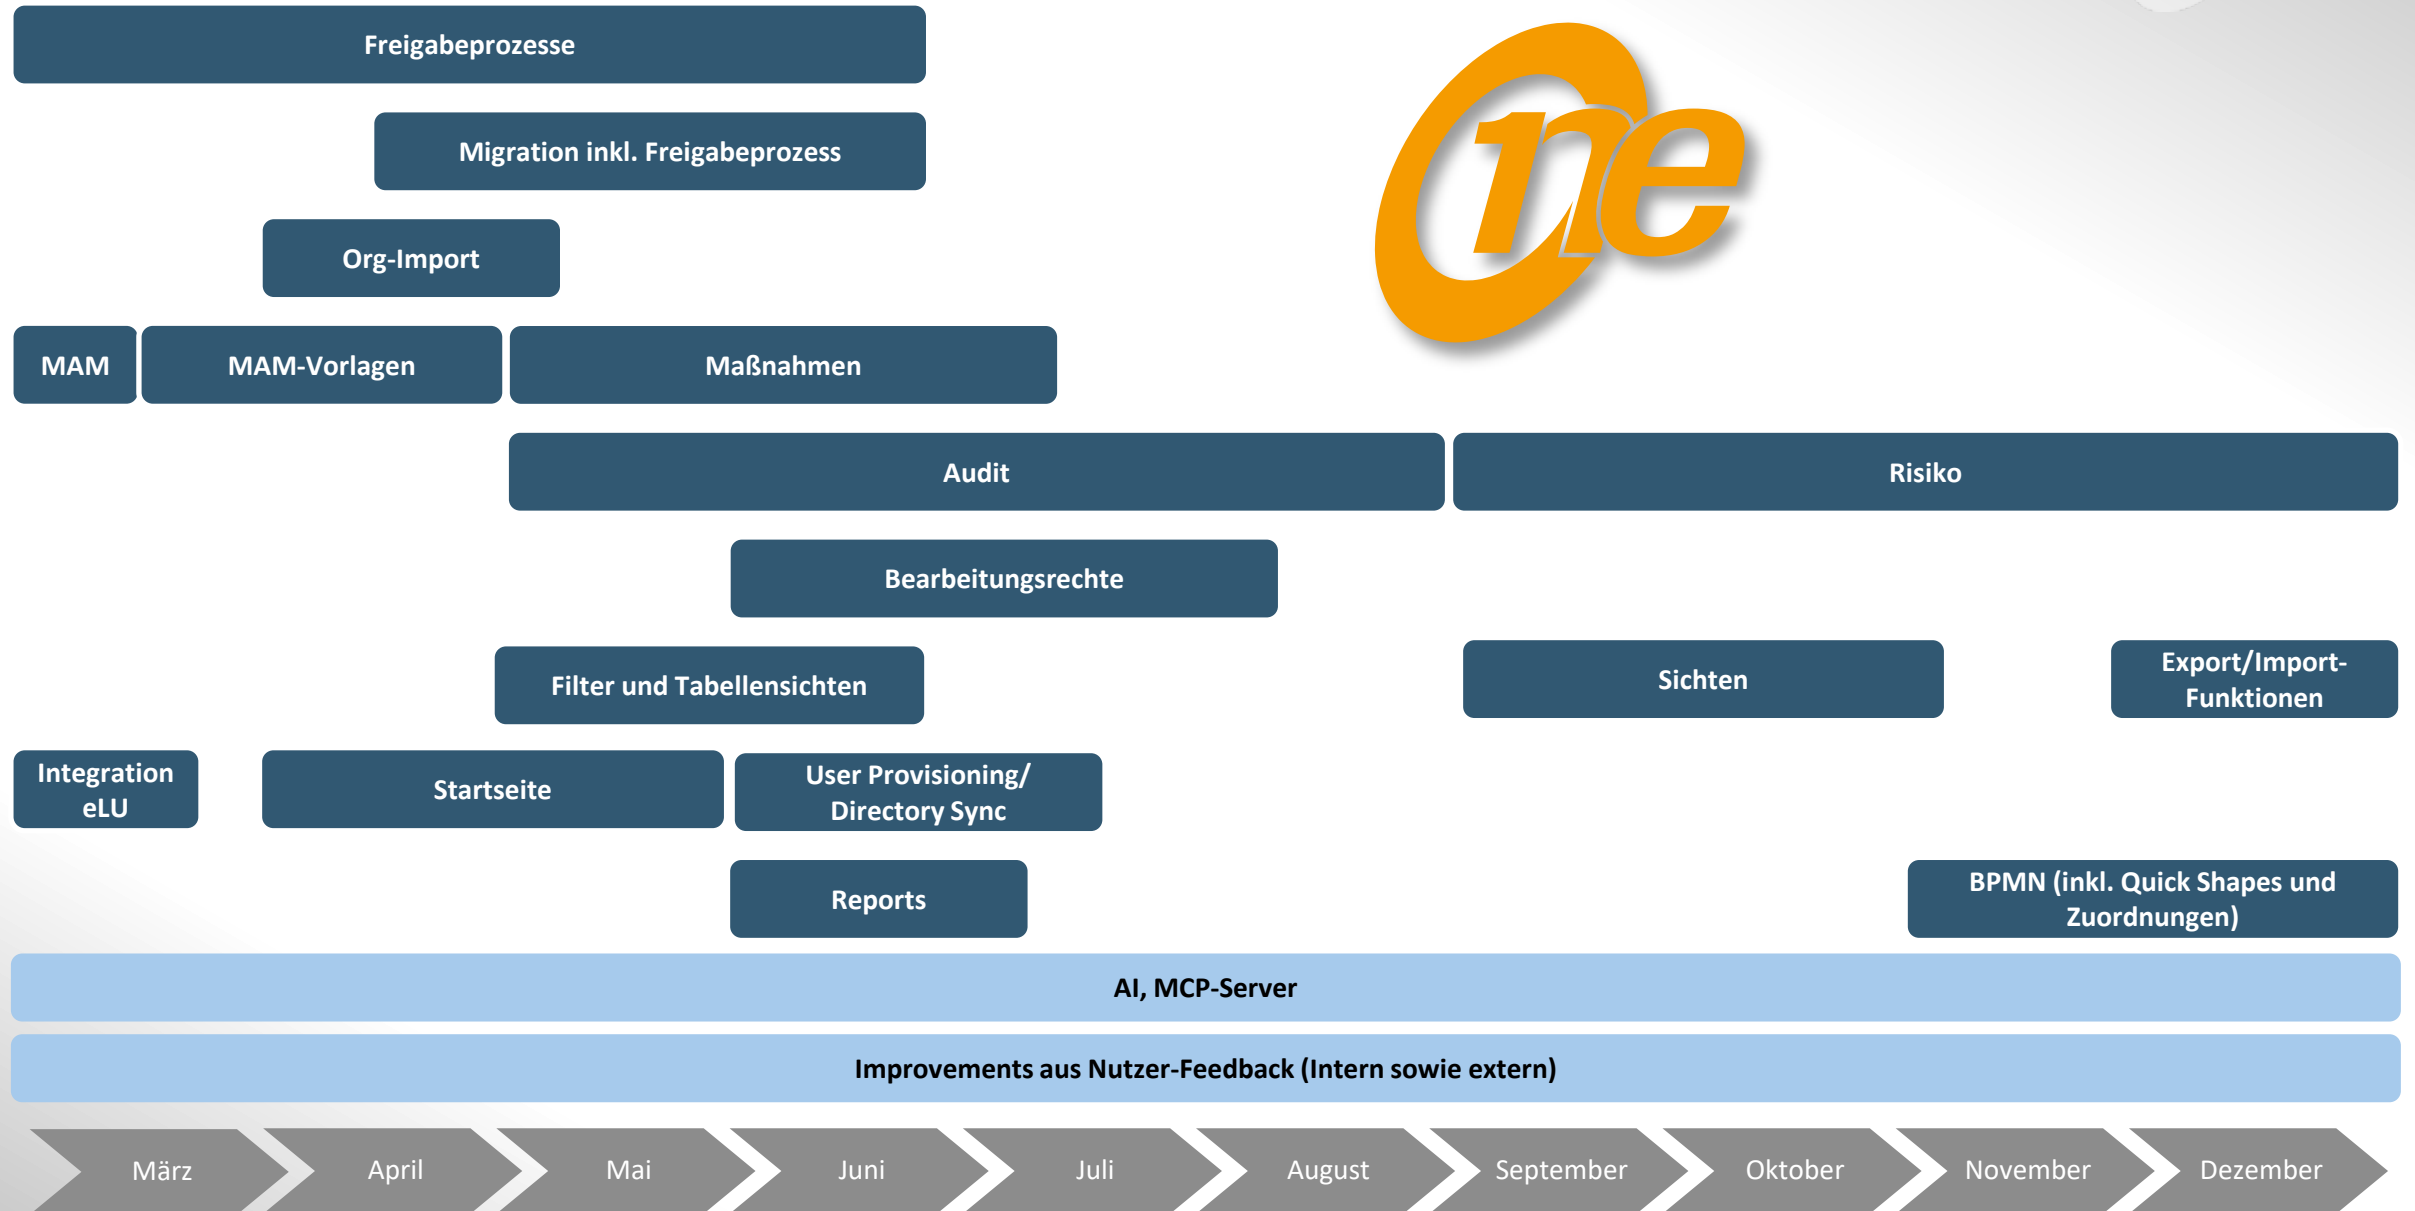 Freigabeprozesse
One
Migration inkl. Freigabeprozess
Org-Import
MAM
MAM-Vorlagen
Maßnahmen
Audit
Risiko
Bearbeitungsrechte
Filter und Tabellensichten
Sichten
Export/Import-
Funktionen
Integration
eLU
Startseite
User Provisioning/
Directory Sync
Reports
BPMN (inkl. Quick Shapes und
Zuordnungen)
AI, MCP-Server
Improvements aus Nutzer-Feedback (Intern sowie extern)
März
April
Mai
Juni
Juli
August
September
Oktober
November
Dezember